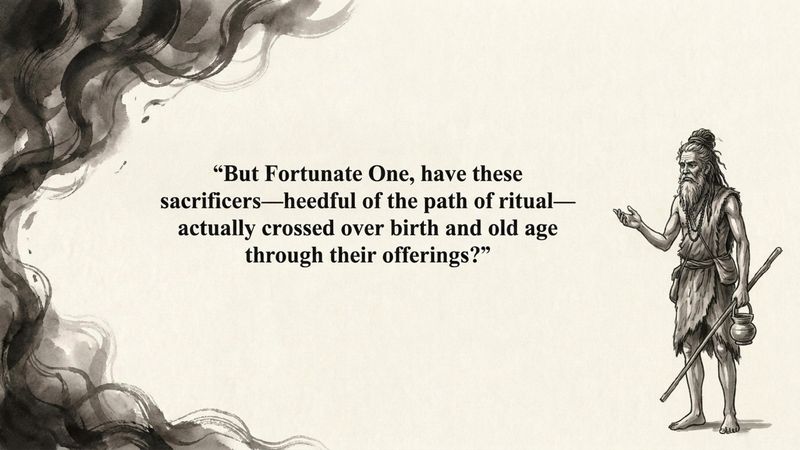 “But Fortunate One, have these
sacrificers—heedful of the path of ritual—
actually crossed over birth and old age
through their offerings?”